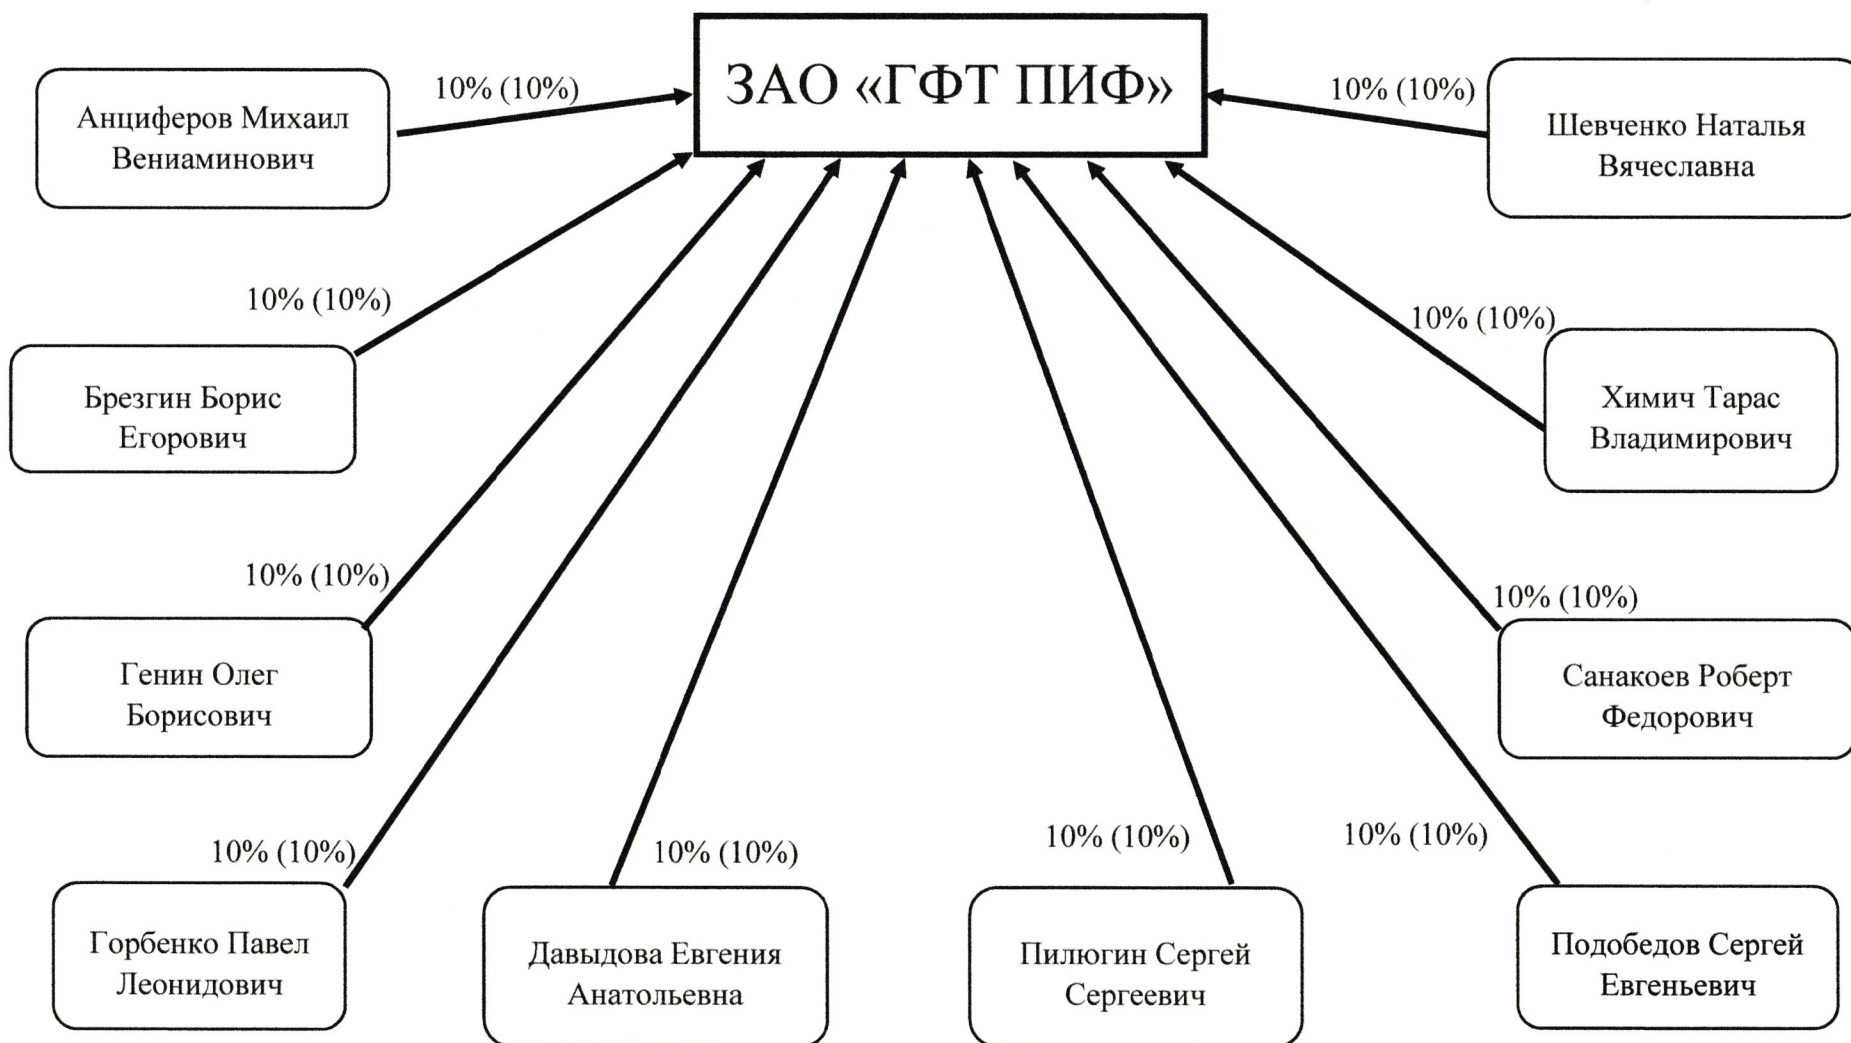 ЗАО «ГФТ ПИФ»
10% (10%)
Анциферов Михаил
Вениаминович
10% (10%)
Шевченко Наталья
Вячеславна
10% (10%)
Брезгин Борис
Егорович
10% (10%)
Химич Тарас
Владимирович
10% (10%)
Генин Олег
Борисович
10% (10%)
Санакоев Роберт
Федорович
10% (10%)
Горбенко Павел
Леонидович
10% (10%)
Давыдова Евгения
Анатольевна
10% (10%)
Пилюгин Сергей
Сергеевич
10% (10%)
Подобедов Сергей
Евгеньевич